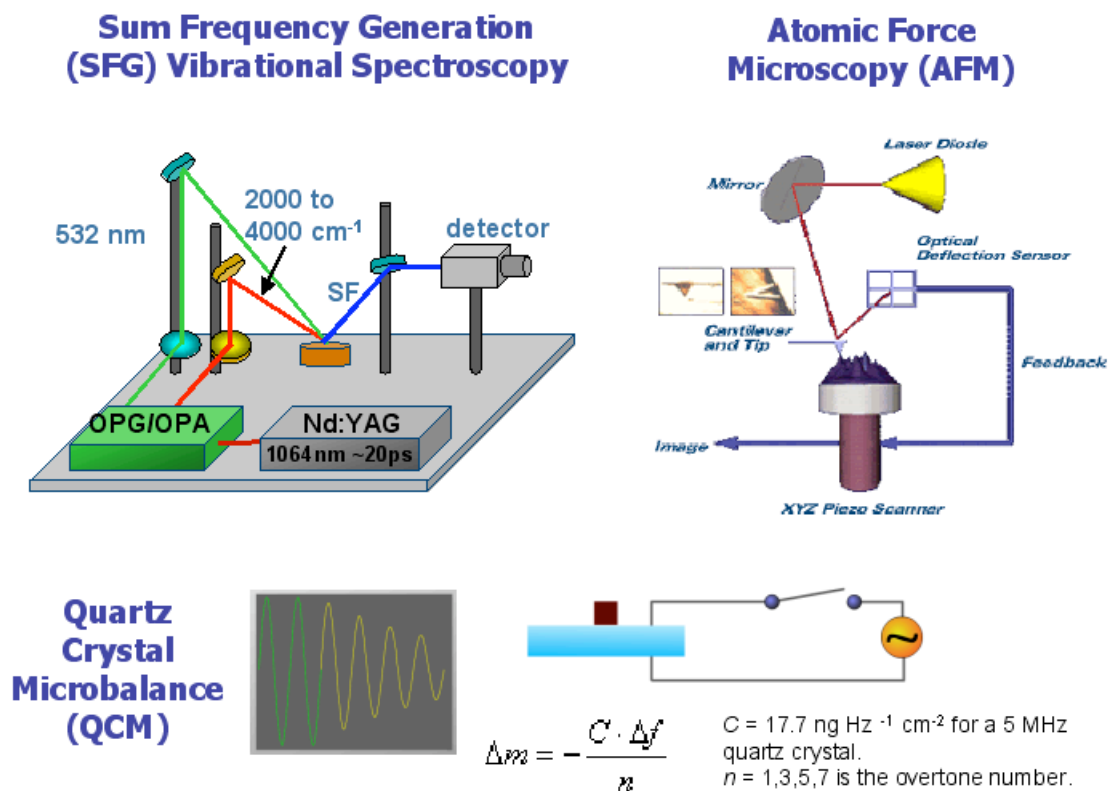 Sum Frequency Generation
(SFG) Vibrational Spectroscopy
532 nm
2000 to
4000 cm⁻¹
SF
detector
OPG/OPA
Nd:YAG
1064 nm ~20ps
Atomic Force
Microscopy (AFM)
Laser Diode
Mirror
Optical
Deflection Sensor
Cantilever
and Tip
Feedback
Image
XYZ Piezo Scanner
Quartz
Crystal
Microbalance
(QCM)
~
Δm = − C · Δf / n
C = 17.7 ng Hz ⁻¹ cm⁻² for a 5 MHz
quartz crystal.
n = 1,3,5,7 is the overtone number.